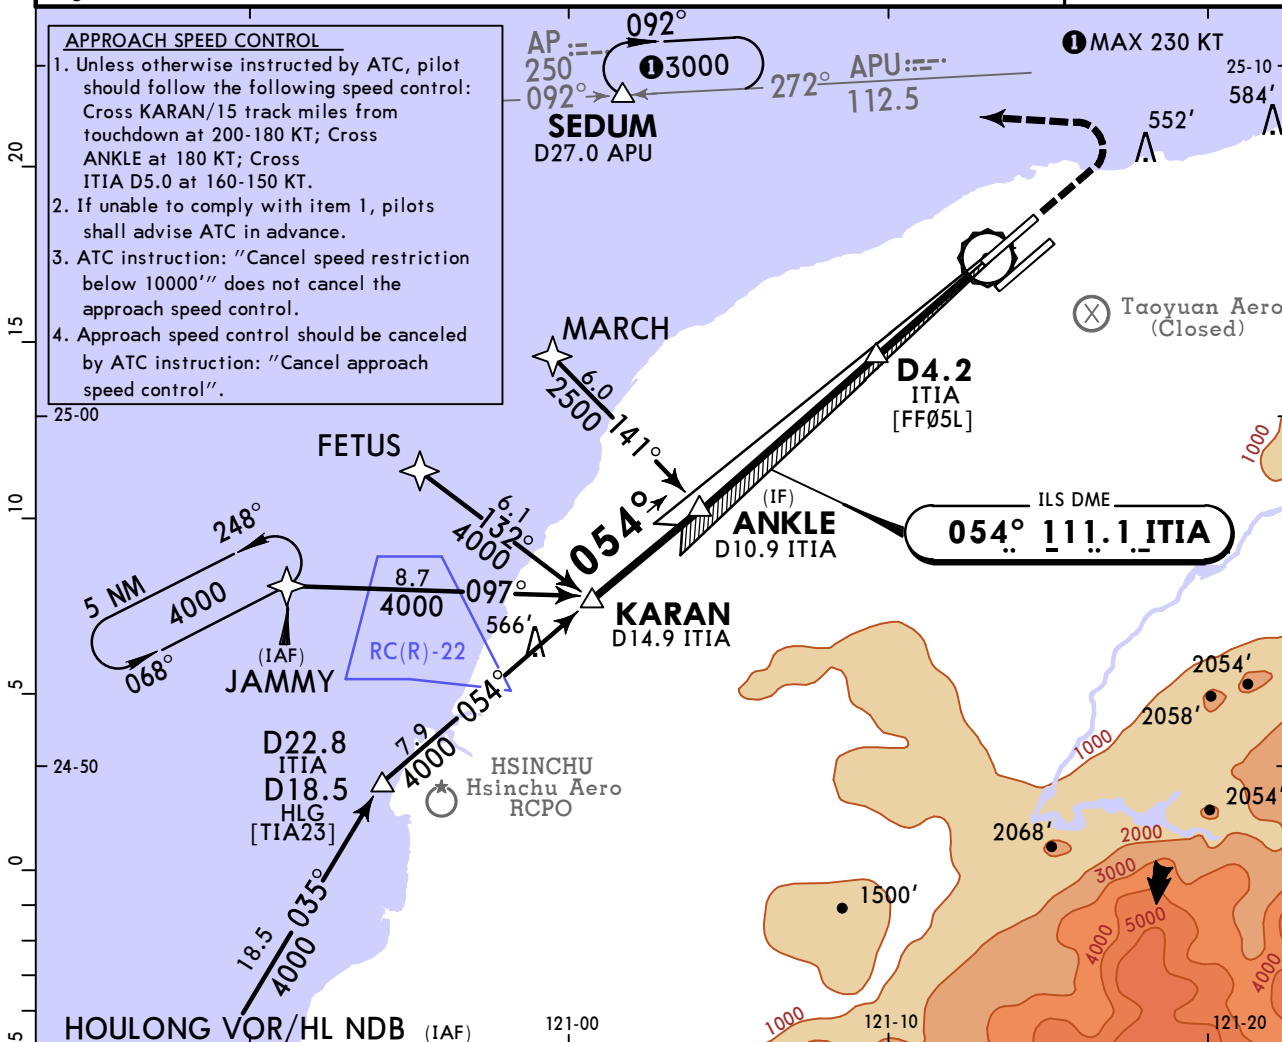 APPROACH SPEED CONTROL
1. Unless otherwise instructed by ATC, pilot
should follow the following speed control:
Cross KARAN/15 track miles from
touchdown at 200-180 KT; Cross
ANKLE at 180 KT; Cross
ITIA D5.0 at 160-150 KT.
2. If unable to comply with item 1, pilots
shall advise ATC in advance.
3. ATC instruction: "Cancel speed restriction
below 10000'" does not cancel the
approach speed control.
4. Approach speed control should be canceled
by ATC instruction: "Cancel approach
speed control".
092°
AP
250
❶3000
092°
272°
APU
112.5
SEDUM
D27.0 APU
❶MAX 230 KT
25-10
584'
552'
Taoyuan Aero
(Closed)
MARCH
6.0
2500
141°
D4.2
ITIA
[FFØ5L]
20
15
25-00
10
5
24-50
0
5
FETUS
6.1
132°
4000
054°
(IF)
ANKLE
D10.9 ITIA
ILS DME
054° 111.1 ITIA
1000
248°
5 NM
4000
068°
(IAF)
JAMMY
8.7
4000
097°
RC(R)-22
566'
KARAN
D14.9 ITIA
054°
7.9
4000
D22.8
ITIA
D18.5
HLG
[TIA23]
HSINCHU
Hsinchu Aero
RCPO
035°
18.5
4000
HOULONG VOR/HL NDB (IAF)
2054'
2058'
1000
2054'
2068'
2000
3000
5000
4000
4000
1500'
1000
121-00
121-10
121-20